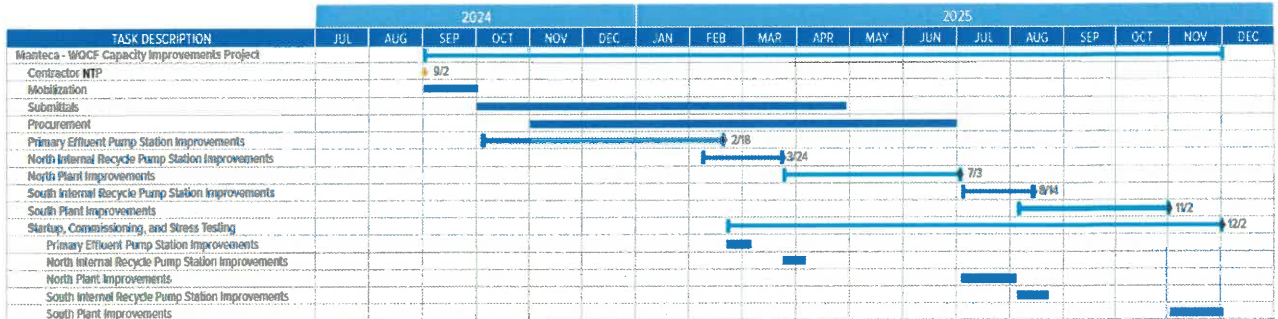 2024 2025
TASK DESCRIPTION JUL AUG SEP OCT NOV DEC JAN FEB MAR APR MAY JUN JUL AUG SEP OCT NOV DEC
Manteca - WQCF Capacity Improvements Project
Contractor NTP 9/2
Mobilization
Submittals
Procurement
Primary Effluent Pump Station Improvements 2/18
North Internal Recycle Pump Station Improvements 3/24
North Plant Improvements 7/3
South Internal Recycle Pump Station Improvements 8/14
South Plant Improvements 11/2
Startup, Commissioning, and Stress Testing 12/2
Primary Effluent Pump Station Improvements
North Internal Recycle Pump Station Improvements
North Plant Improvements
South Internal Recycle Pump Station Improvements
South Plant Improvements